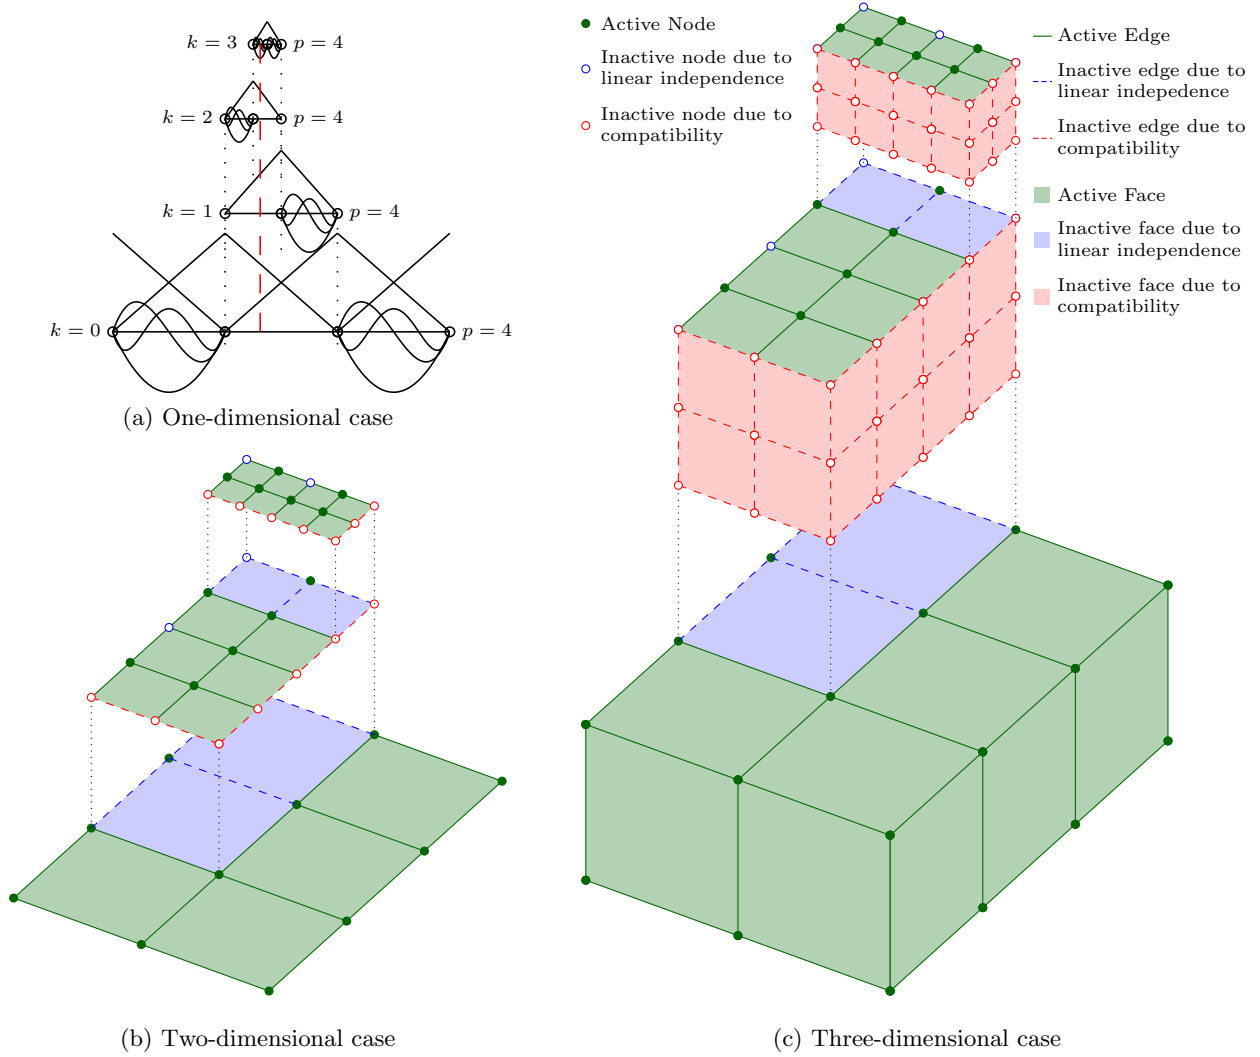 k = 3
p = 4
k = 2
p = 4
k = 1
p = 4
k = 0
p = 4
(a) One-dimensional case
Active Node
Inactive node due to
linear independence
Inactive node due to
compatibility
Active Edge
Inactive edge due to
linear indepedence
Inactive edge due to
compatibility
Active Face
Inactive face due to
linear independence
Inactive face due to
compatibility
(b) Two-dimensional case
(c) Three-dimensional case